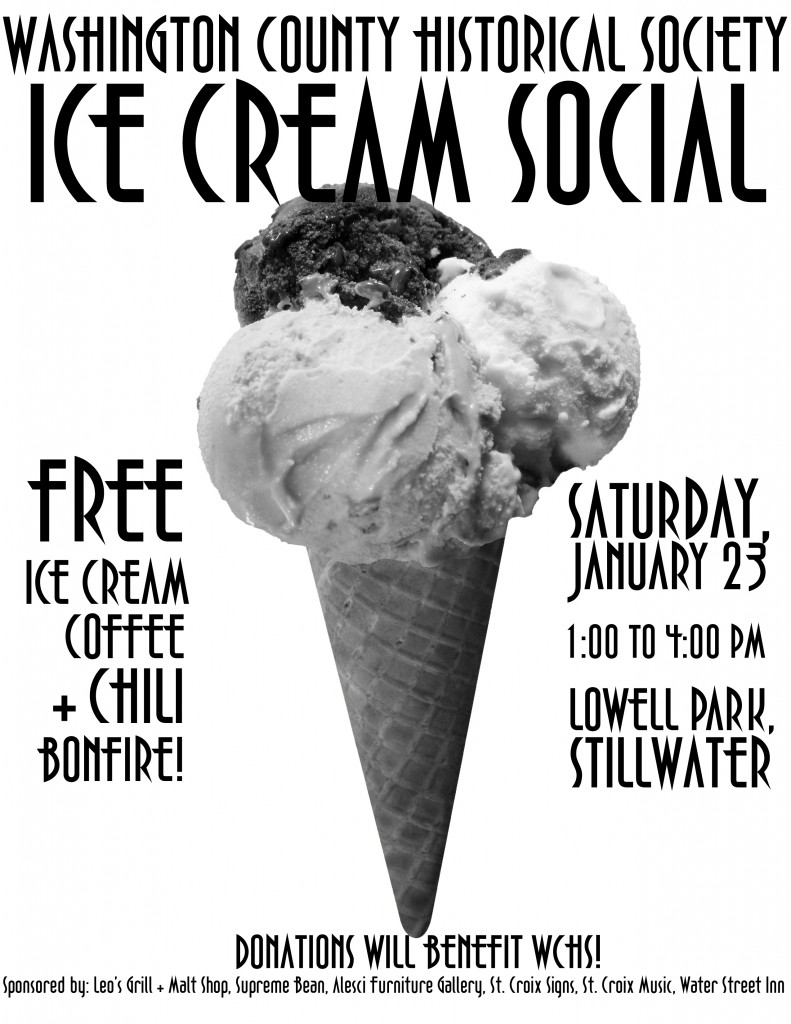 WASHINGTON COUNTY HISTORICAL SOCIETY
ICE CREAM SOCIAL
FREE
ICE CREAM
COFFEE
+ CHILI
BONFIRE!
SATURDAY,
JANUARY 23
1:00 TO 4:00 PM
LOWELL PARK,
STILLWATER
DONATIONS WILL BENEFIT WCHS!
Sponsored by: Leo's Grill + Malt Shop, Supreme Bean, Alesci Furniture Gallery, St. Croix Signs, St. Croix Music, Water Street Inn